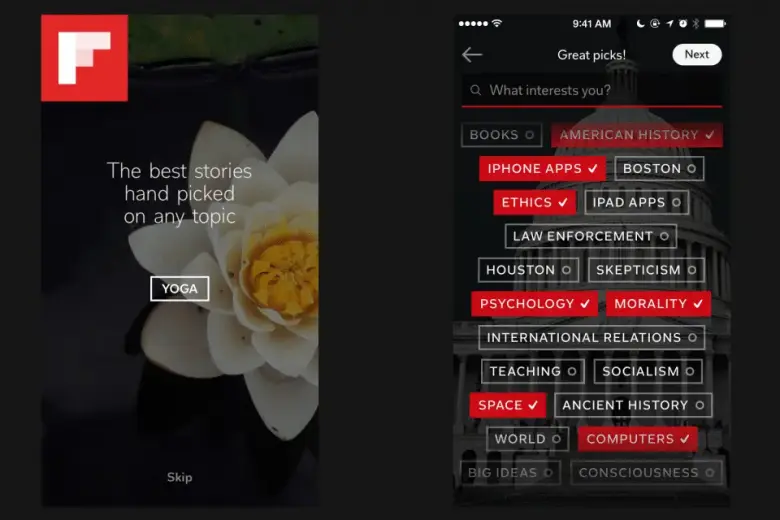 The best stories
hand picked
on any topic
YOGA
Skip
9:41 AM
Great picks!
Next
What interests you?
BOOKS
AMERICAN HISTORY
IPHONE APPS
BOSTON
ETHICS
IPAD APPS
LAW ENFORCEMENT
HOUSTON
SKEPTICISM
PSYCHOLOGY
MORALITY
INTERNATIONAL RELATIONS
TEACHING
SOCIALISM
SPACE
ANCIENT HISTORY
WORLD
COMPUTERS
BIG IDEAS
CONSCIOUSNESS